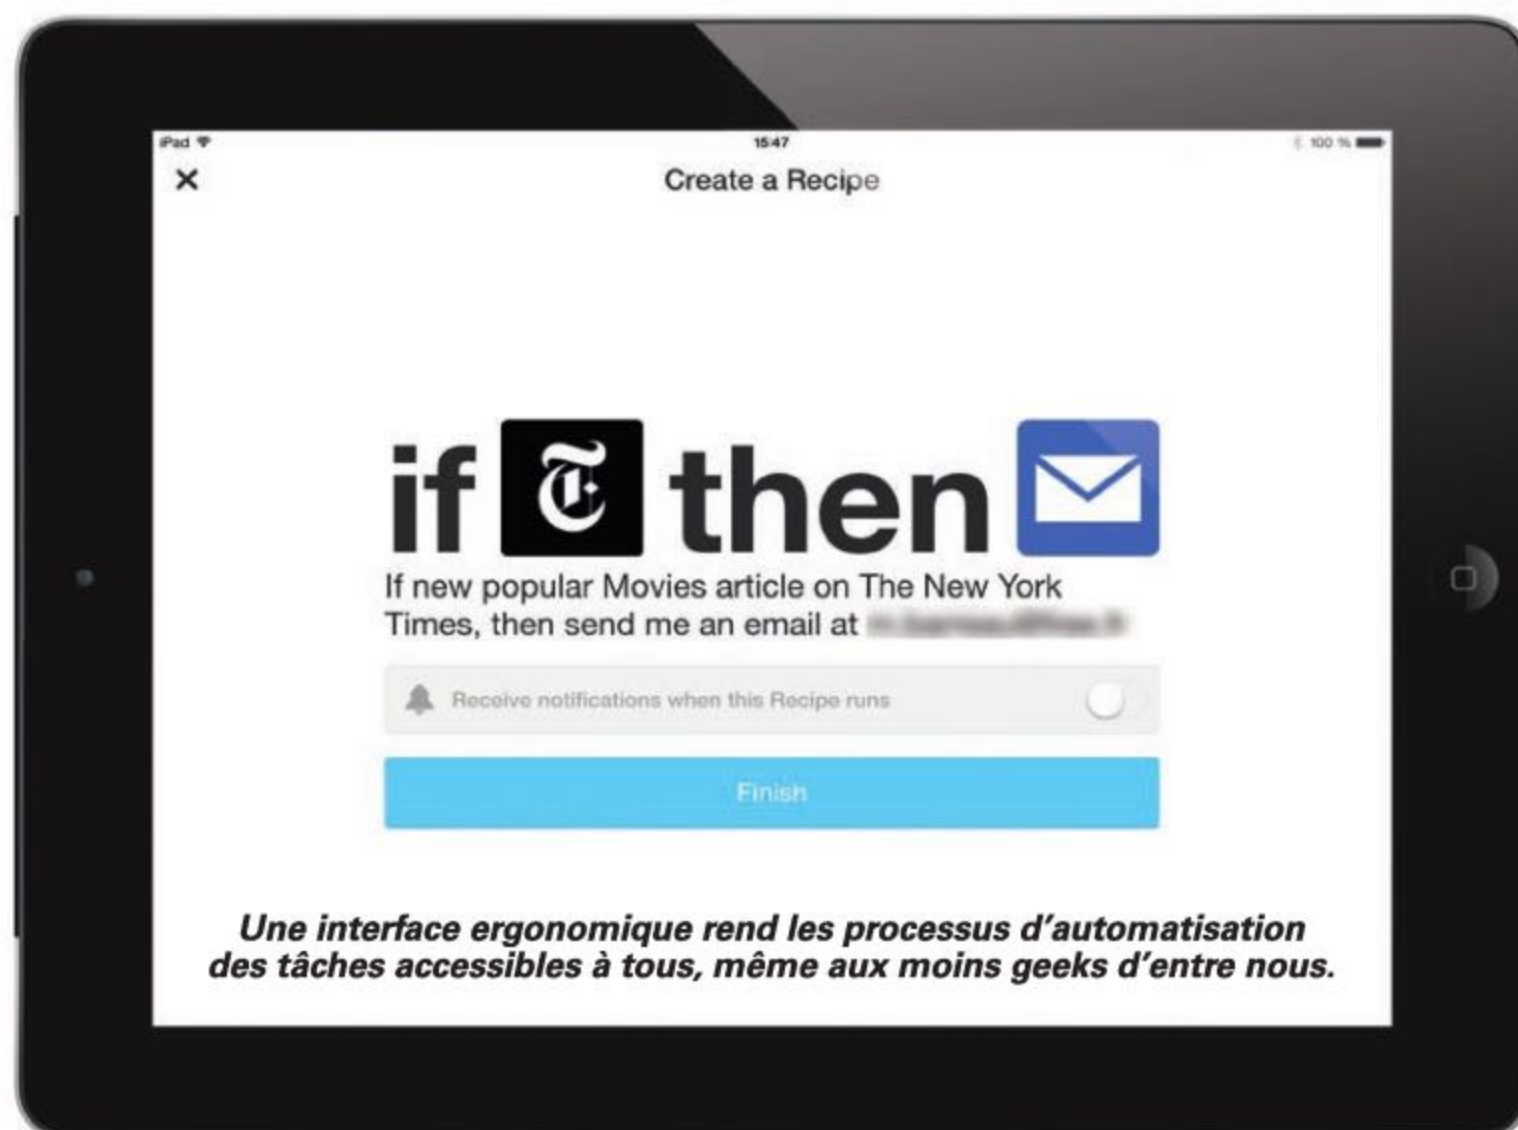 iPad 15:47 100 %
Create a Recipe
if T then
If new popular Movies article on The New York
Times, then send me an email at
Receive notifications when this Recipe runs
Finish
Une interface ergonomique rend les processus d'automatisation
des tâches accessibles à tous, même aux moins geeks d'entre nous.